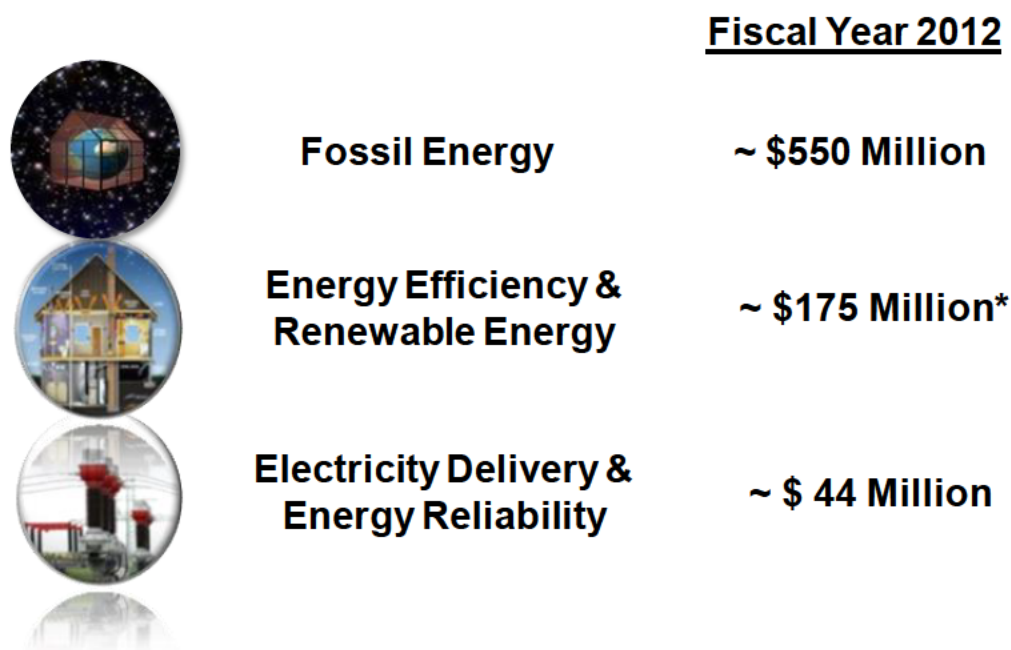 Fiscal Year 2012
Fossil Energy ~ $550 Million
Energy Efficiency &
Renewable Energy
~ $175 Million*
Electricity Delivery &
Energy Reliability
~ $ 44 Million